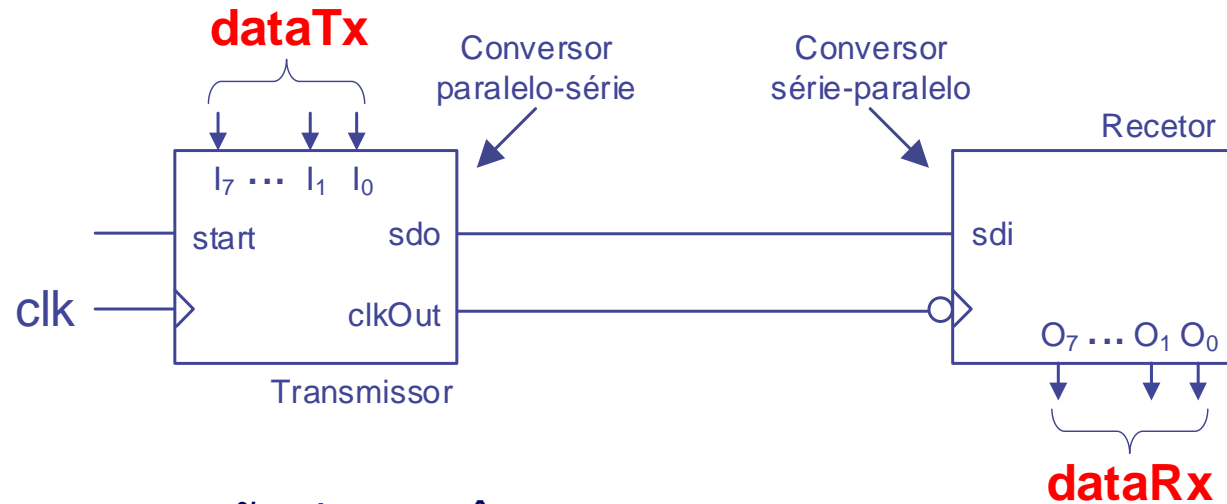 dataTx
Conversor
paralelo-série
Conversor
série-paralelo
Recetor
I7 ... I1 I0
start
sdo
sdi
clk
clkOut
O7 ... O1 O0
Transmissor
dataRx